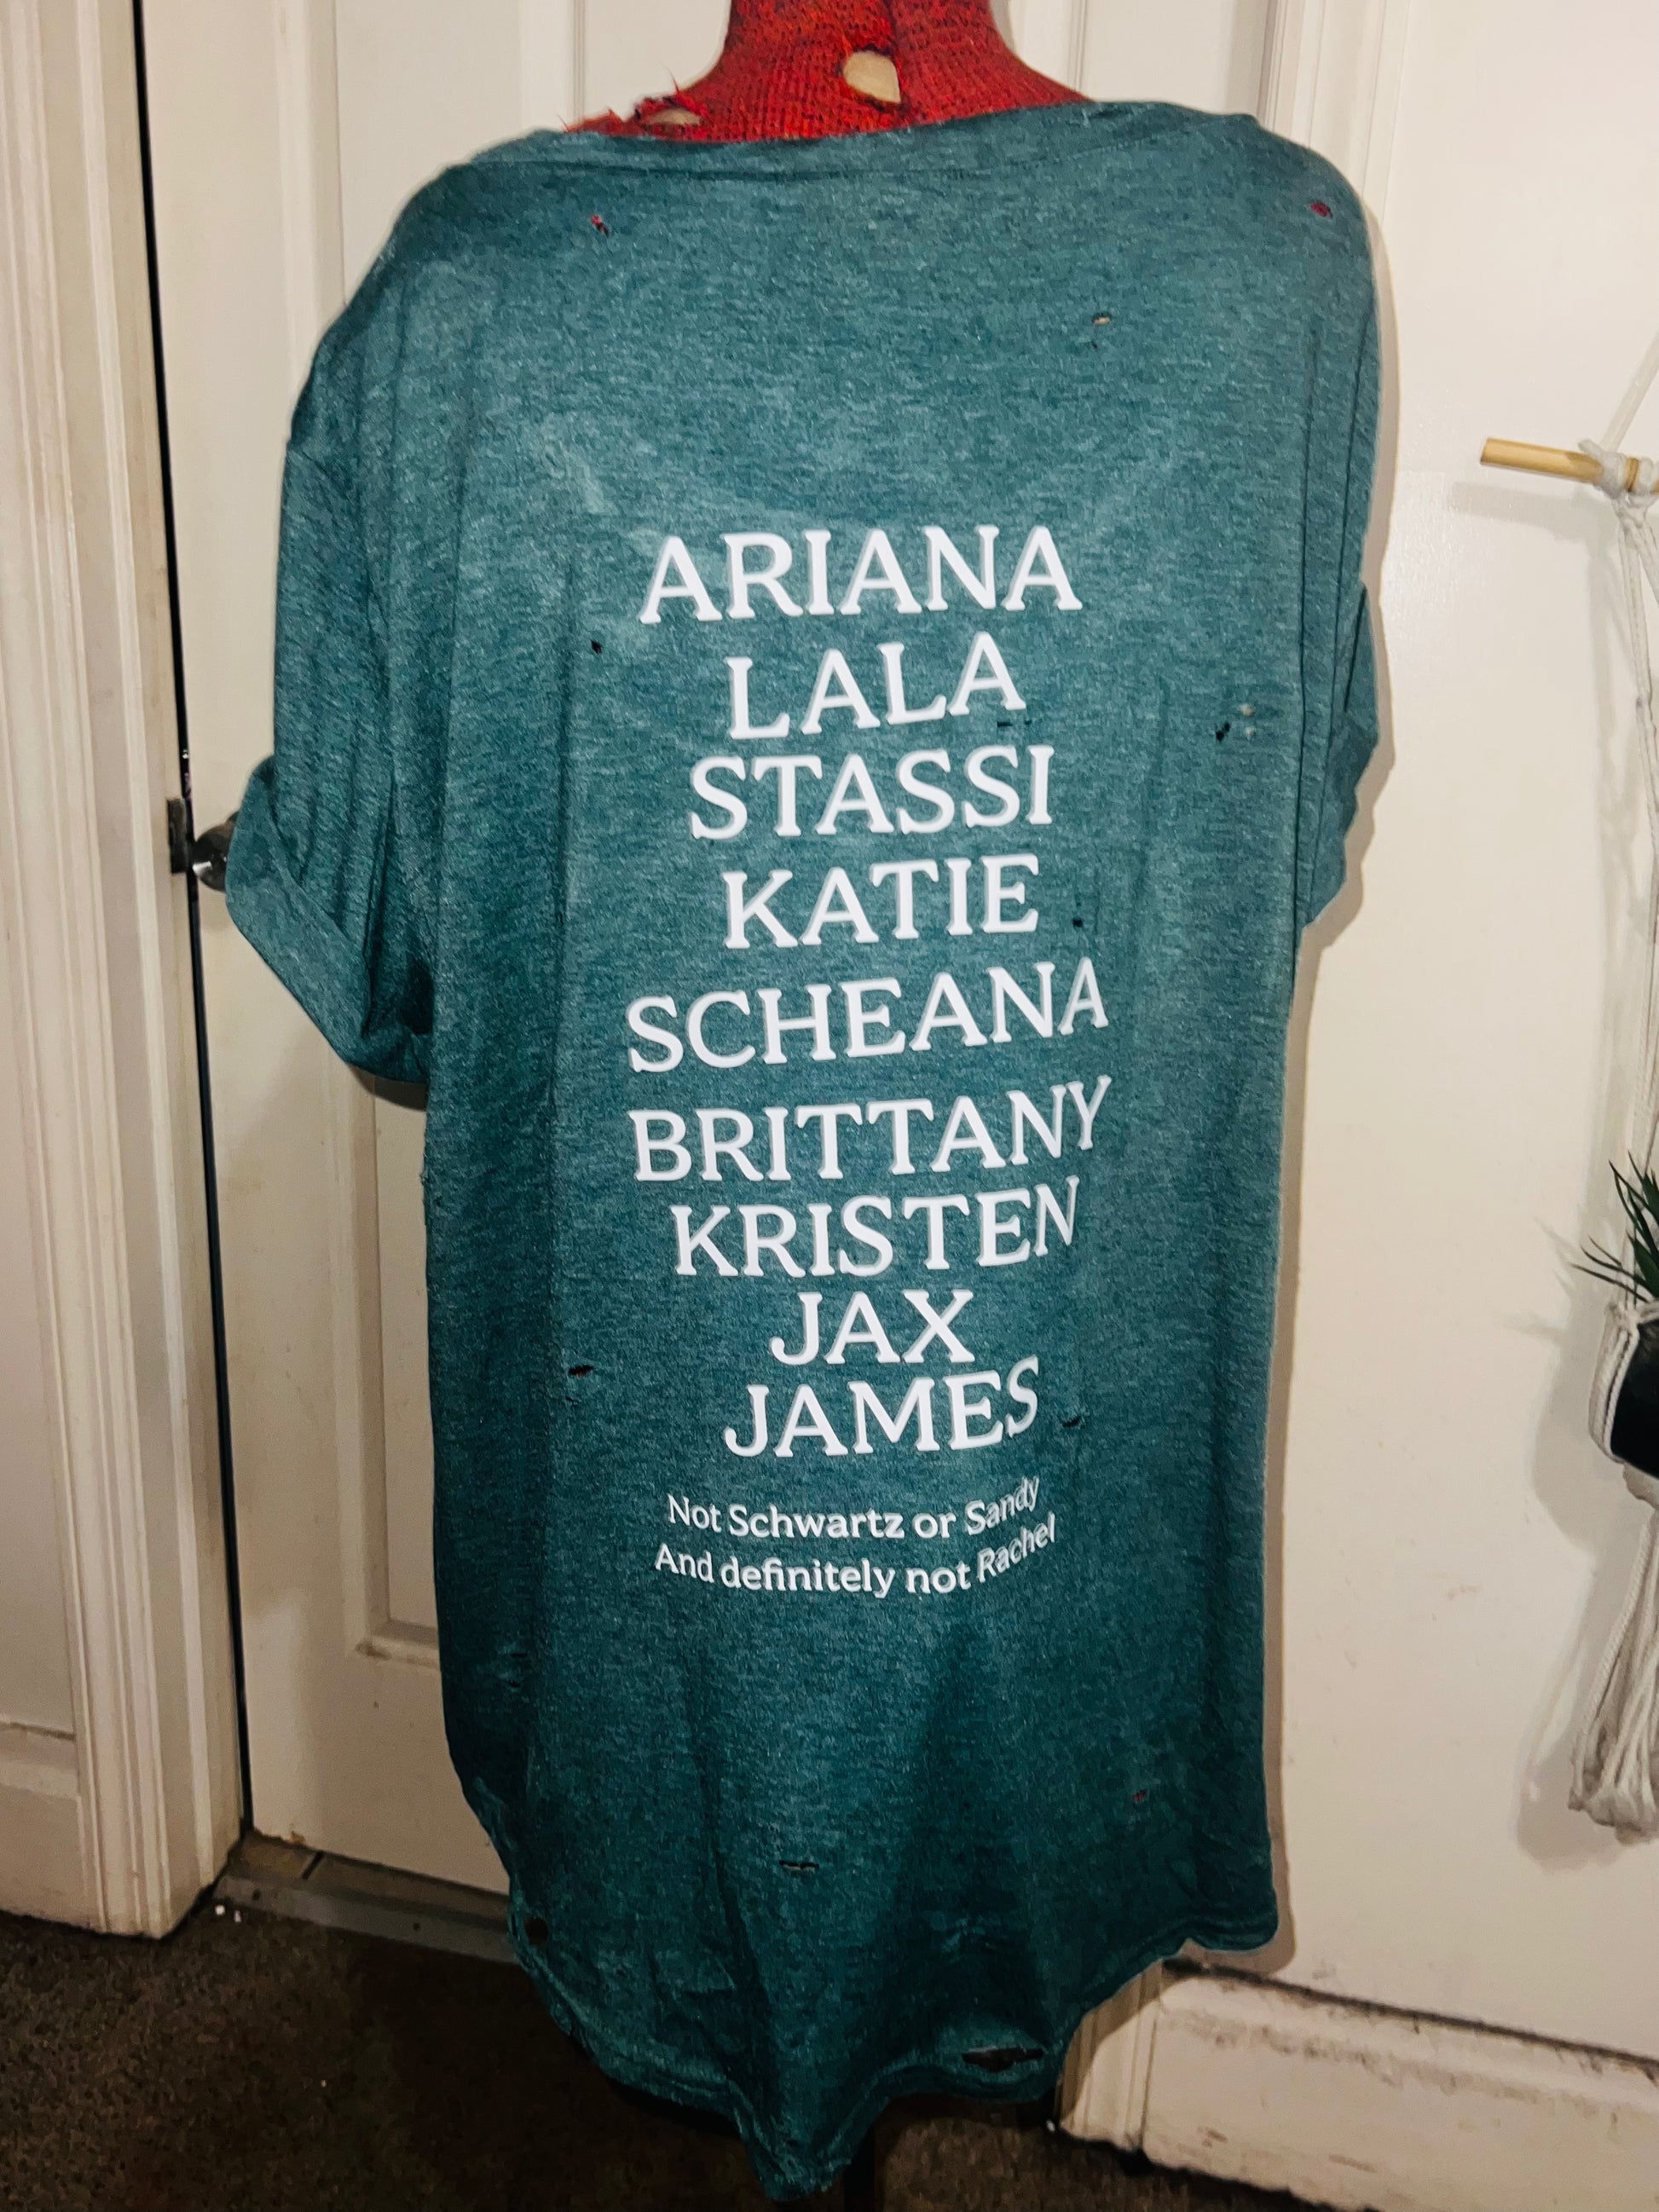 ARIANA
LALA
STASSI
KATIE
SCHEANA
BRITTANY
KRISTEN
JAX
JAMES
Not Schwartz or Sandy
And definitely not Rachel